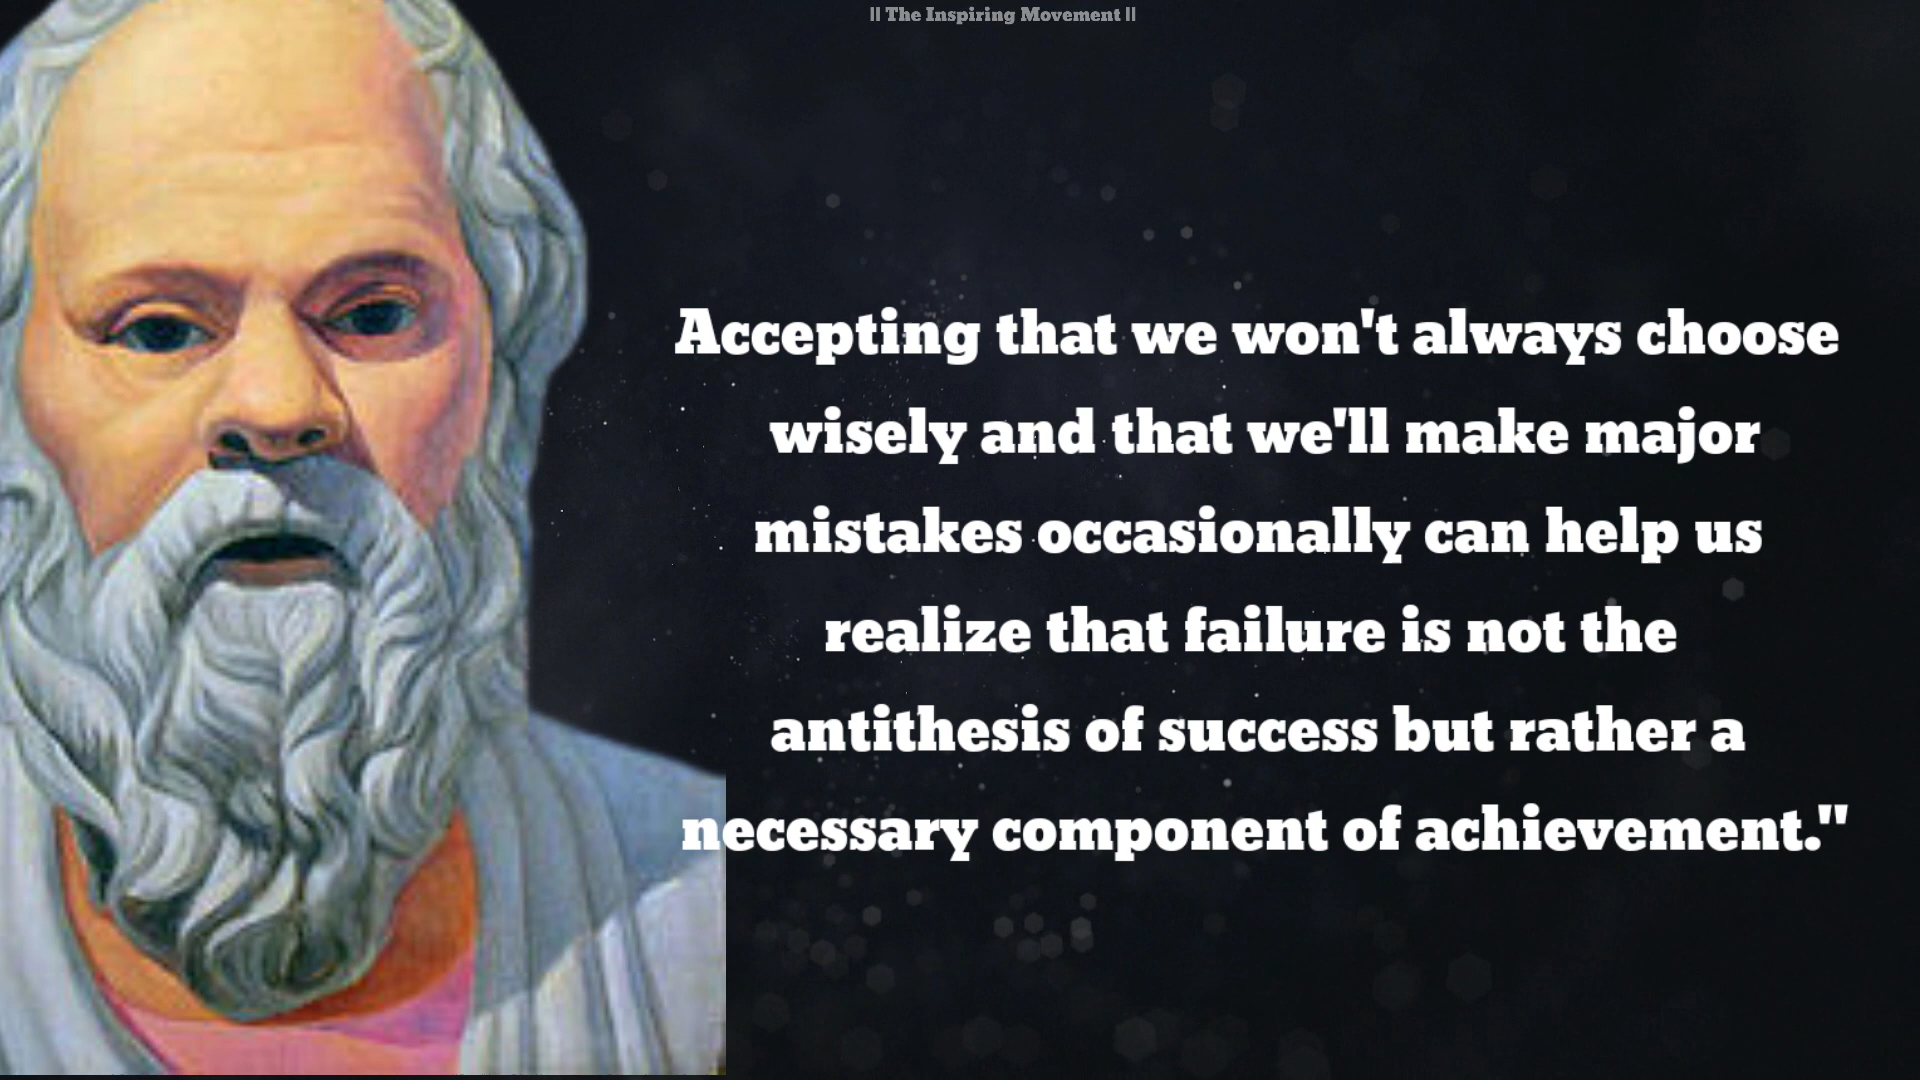 || The Inspiring Movement ||
Accepting that we won't always choose
wisely and that we'll make major
mistakes occasionally can help us
realize that failure is not the
antithesis of success but rather a
necessary component of achievement."